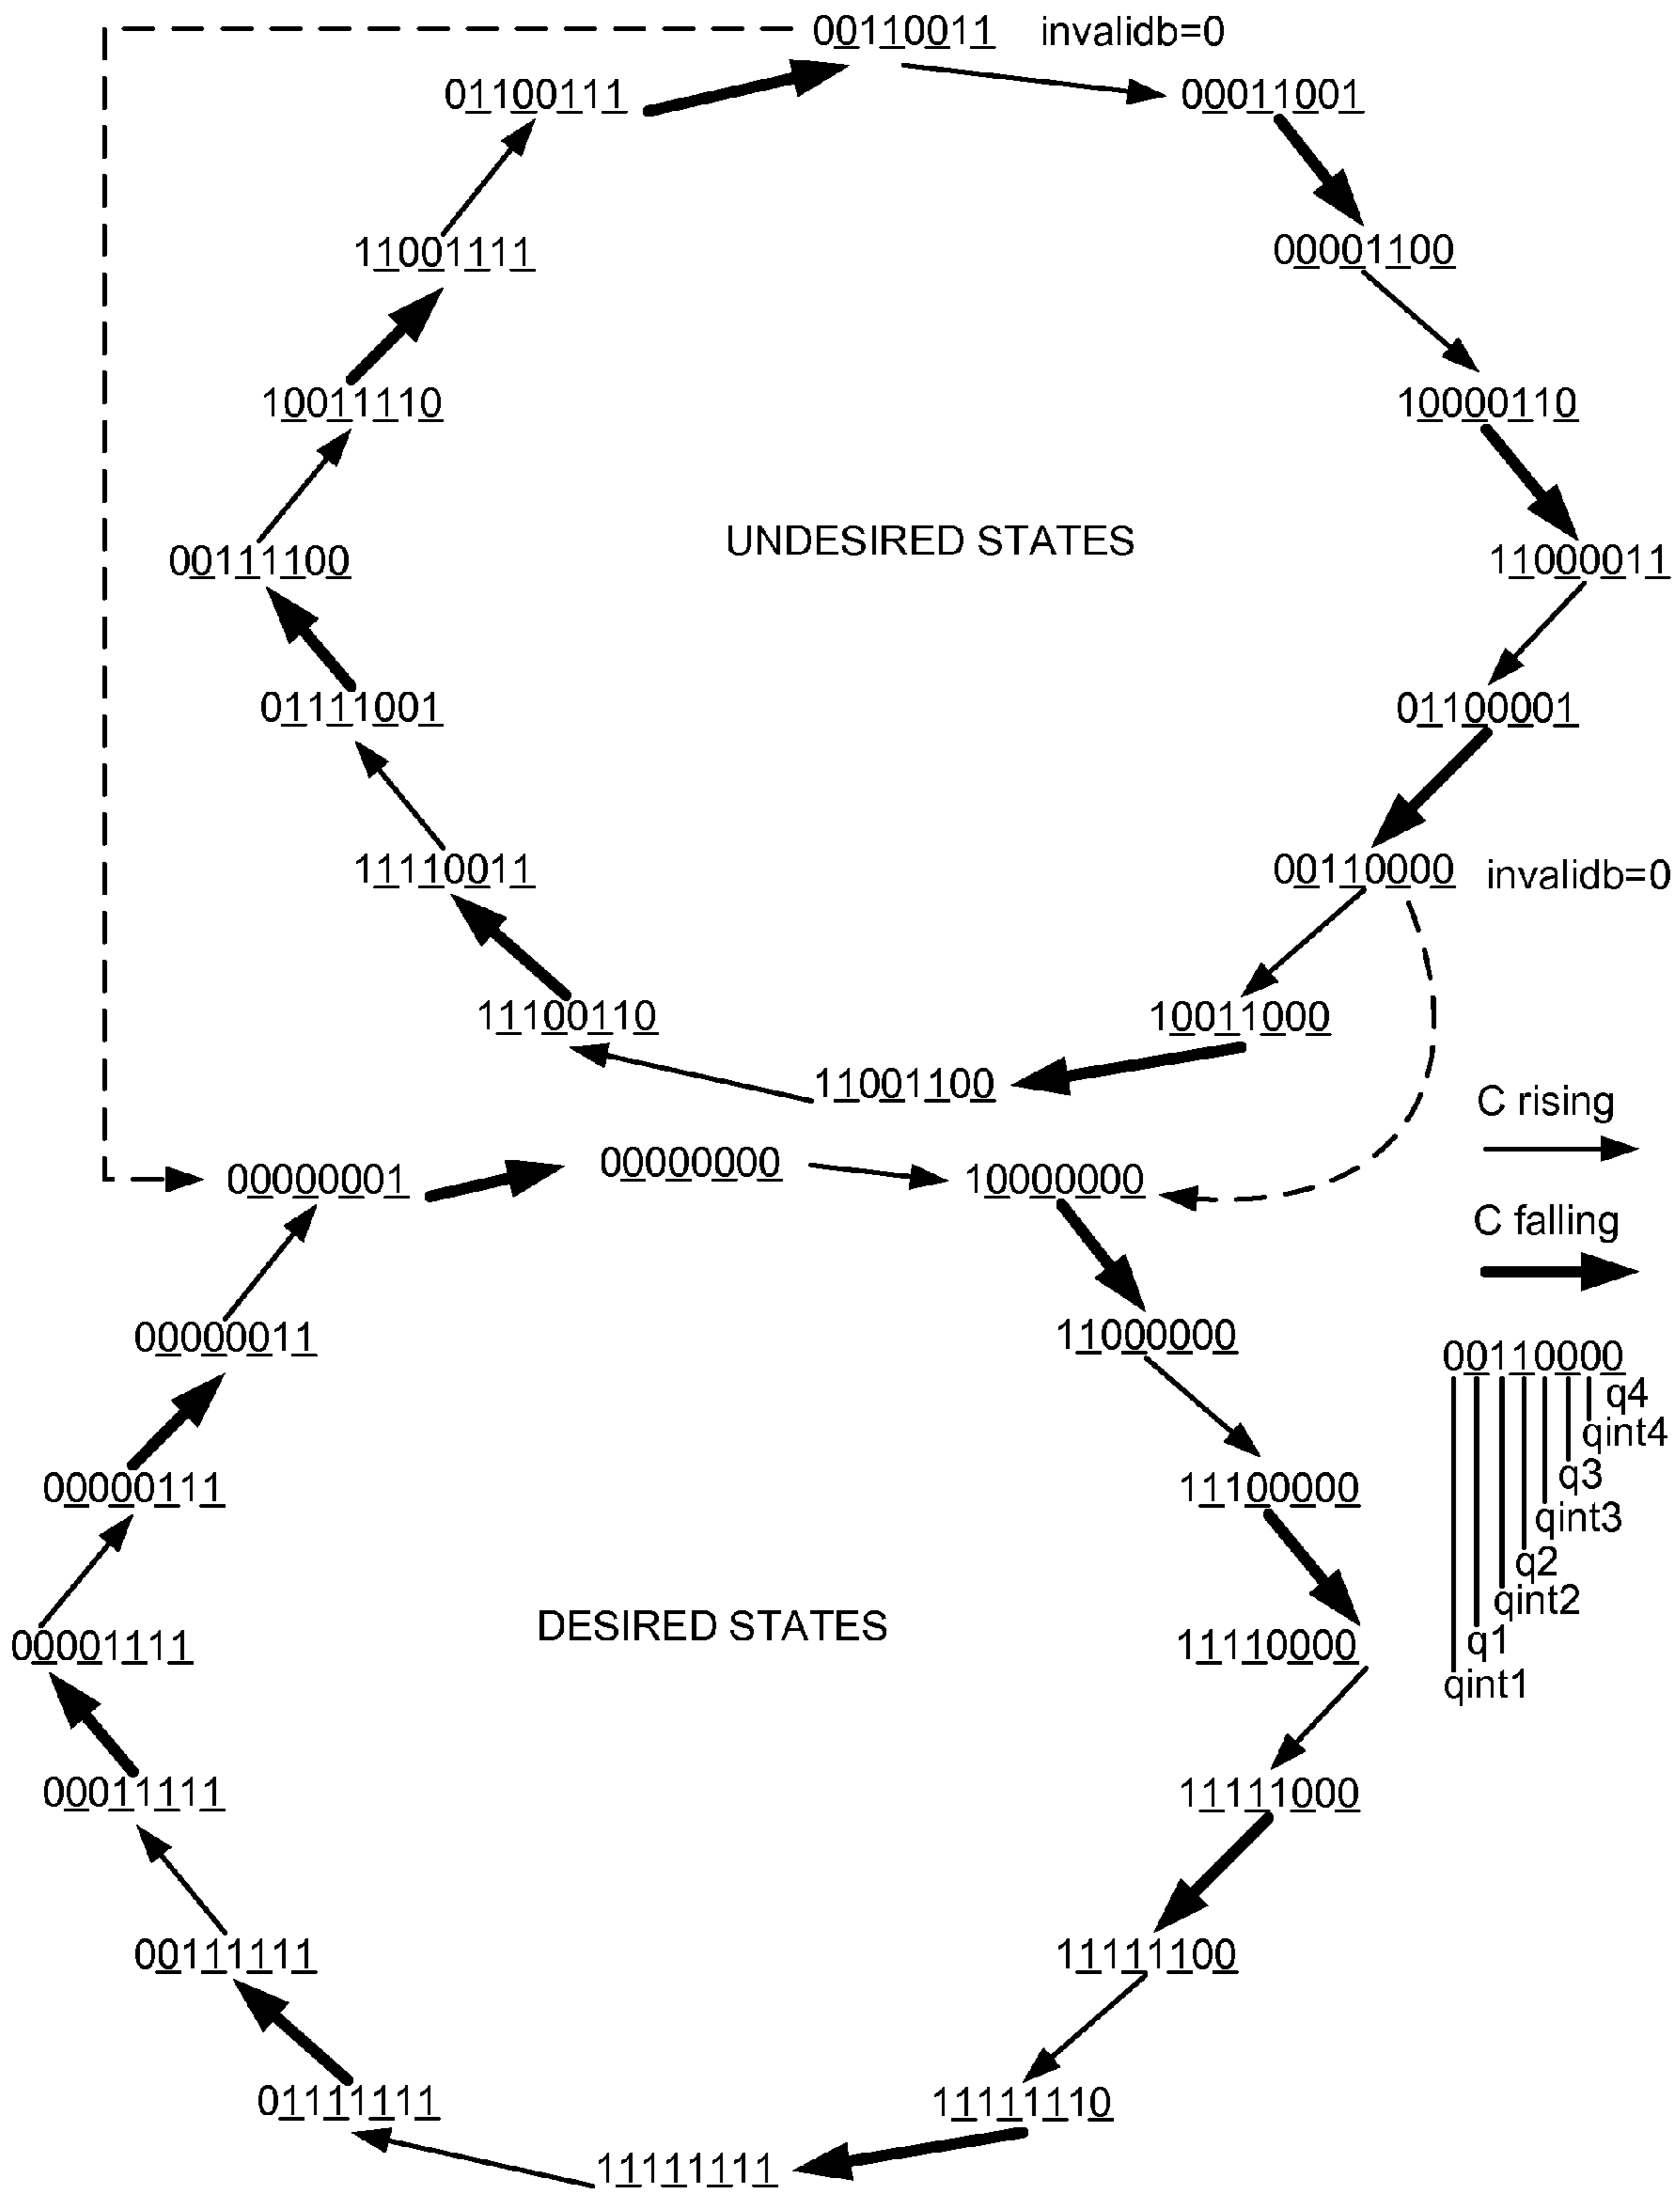 00110011 invalidb=0
01100111 00011001
11001111 00001100
10011110 10000110
UNDESIRED STATES
00111100 11000011
01111001 01100001
11110011 00110000 invalidb=0
11100110 10011000
11001100
C rising
00000001 00000000 10000000
C falling
00000011 11000000
00110000
q4
qint4
q3
qint3
q2
qint2
q1
qint1
00000111 11100000
DESIRED STATES
00001111 11110000
00011111 11111000
00111111 11111100
01111111 11111110
11111111